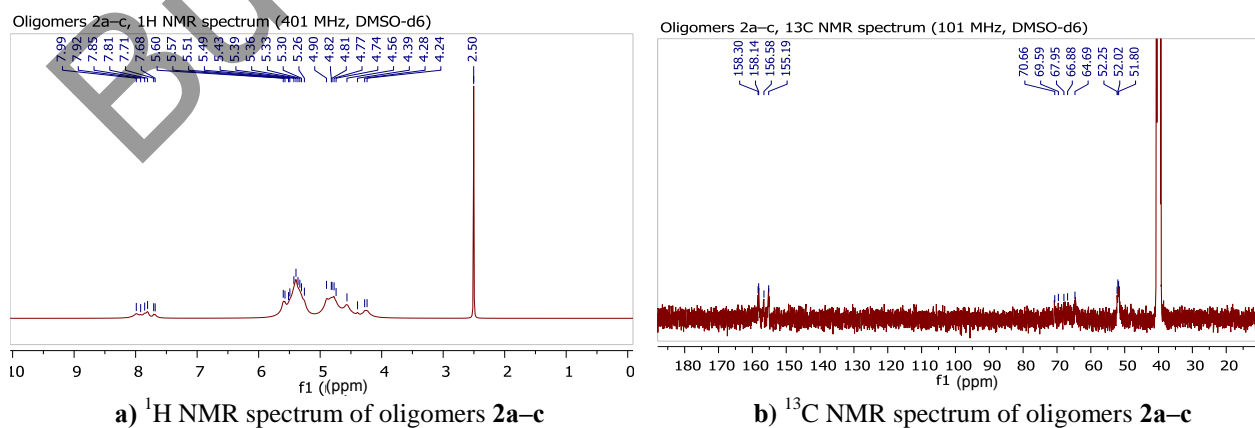 Oligomers 2a–c, 1H NMR spectrum (401 MHz, DMSO-d6)
7.99 7.92 7.85 7.81 7.71 7.68 5.60 5.57 5.51 5.49 5.43 5.39 5.36 5.33 5.30 5.26 4.90 4.82 4.81 4.77 4.74 4.56 4.39 4.28 4.24 2.50
10 9 8 7 6 5 4 3 2 1 0
f1 ((ppm)
a) ¹H NMR spectrum of oligomers 2a–c
Oligomers 2a–c, 13C NMR spectrum (101 MHz, DMSO-d6)
158.30 158.14 156.58 155.19 70.66 69.59 67.95 66.88 64.69 52.25 52.02 51.80
180 170 160 150 140 130 120 110 100 90 80 70 60 50 40 30 20
f1 (ppm)
b) ¹³C NMR spectrum of oligomers 2a–c